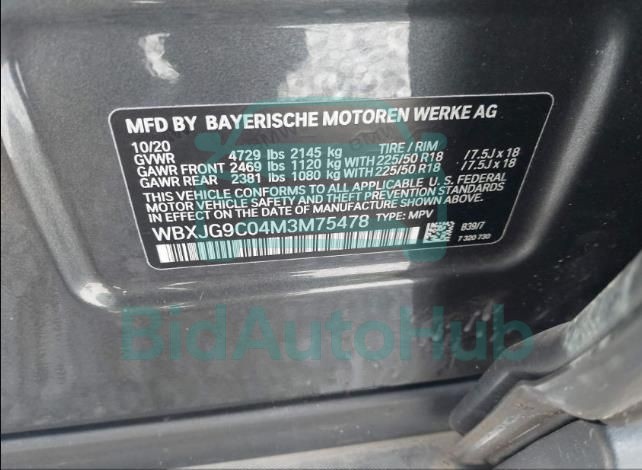 MFD BY BAYERISCHE MOTOREN WERKE AG
10/20 TIRE / RIM
GVWR 4729 lbs 2145 kg
GAWR FRONT 2469 lbs 1120 kg WITH 225/50 R18 / 7.5J x 18
GAWR REAR 2381 lbs 1080 kg WITH 225/50 R18 / 7.5J x 18
THIS VEHICLE CONFORMS TO ALL APPLICABLE U. S. FEDERAL
MOTOR VEHICLE SAFETY AND THEFT PREVENTION STANDARDS
IN EFFECT ON THE DATE OF MANUFACTURE SHOWN ABOVE.
WBXJG9C04M3M75478 TYPE: MPV
B39/7
7 320 730
BidAutoHub